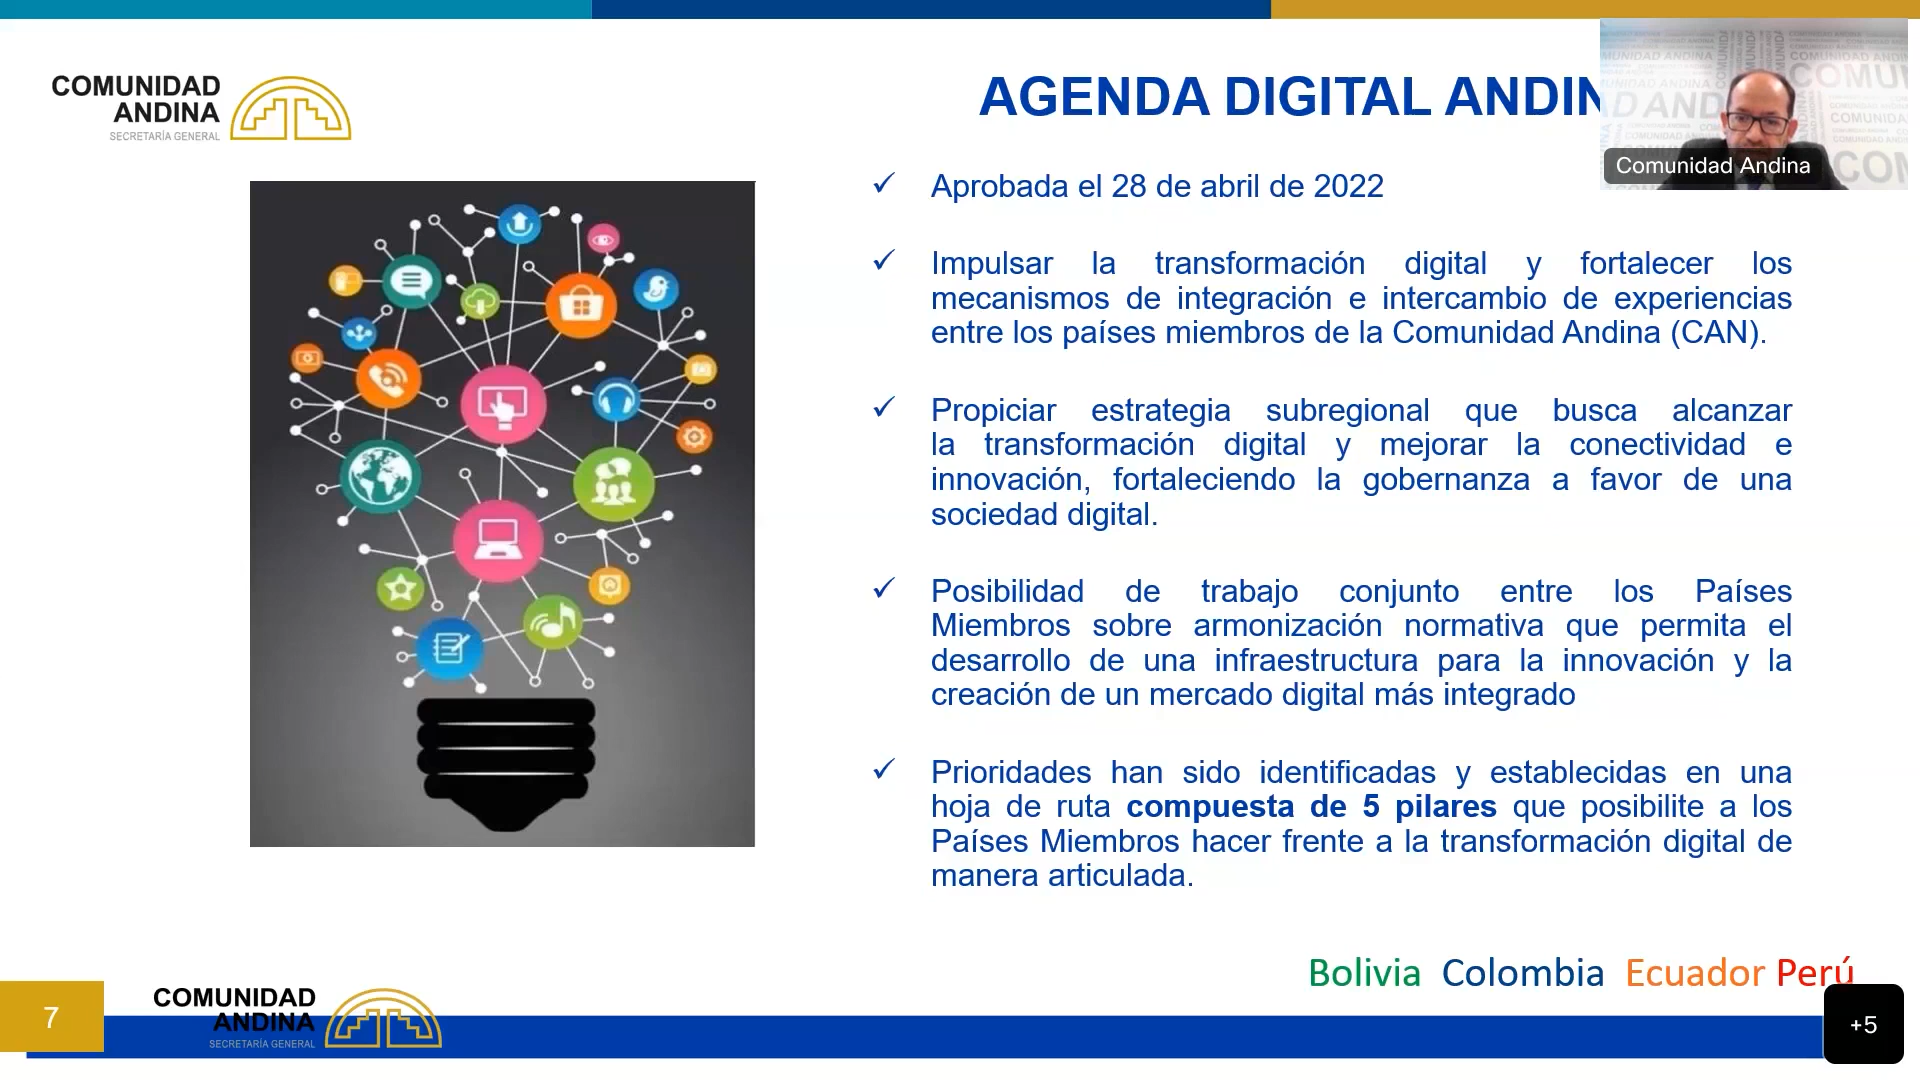 COMUNIDAD
ANDINA
SECRETARÍA GENERAL
AGENDA DIGITAL ANDIN
Comunidad Andina
✓ Aprobada el 28 de abril de 2022
✓ Impulsar la transformación digital y fortalecer los
mecanismos de integración e intercambio de experiencias
entre los países miembros de la Comunidad Andina (CAN).
✓ Propiciar estrategia subregional que busca alcanzar
la transformación digital y mejorar la conectividad e
innovación, fortaleciendo la gobernanza a favor de una
sociedad digital.
✓ Posibilidad de trabajo conjunto entre los Países
Miembros sobre armonización normativa que permita el
desarrollo de una infraestructura para la innovación y la
creación de un mercado digital más integrado
✓ Prioridades han sido identificadas y establecidas en una
hoja de ruta compuesta de 5 pilares que posibilite a los
Países Miembros hacer frente a la transformación digital de
manera articulada.
Bolivia Colombia Ecuador Perú
7
COMUNIDAD
ANDINA
SECRETARÍA GENERAL
+5